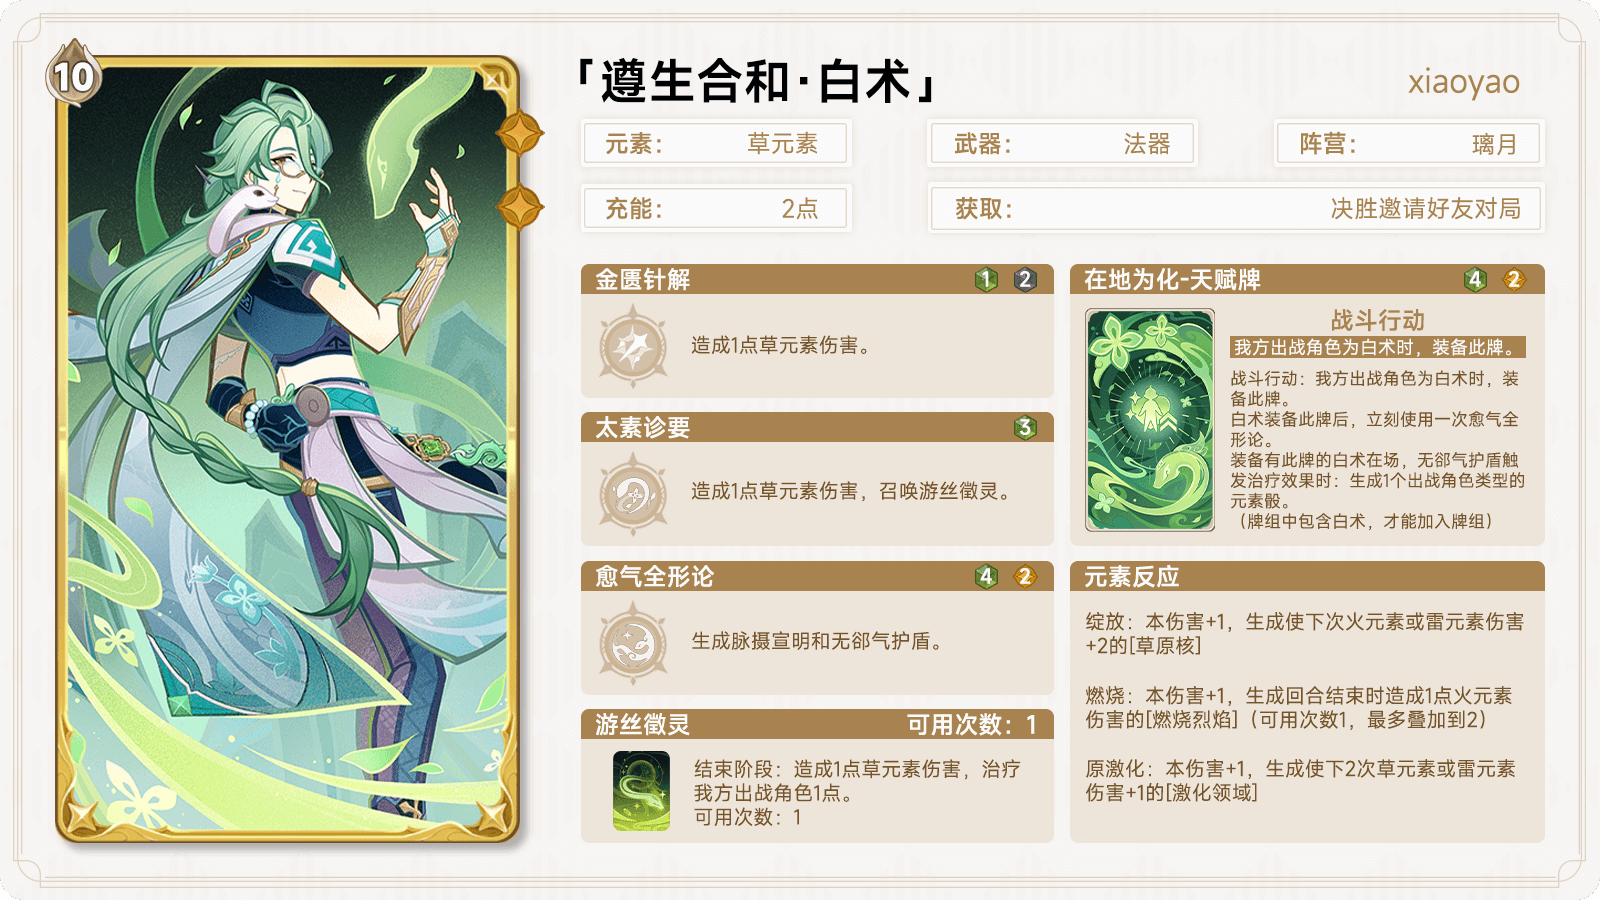 10
「遵生合和·白术」
xiaoyao
元素： 草元素
武器： 法器
阵营： 璃月
充能： 2点
获取： 决胜邀请好友对局
金匮针解 1 2
造成1点草元素伤害。
太素诊要 3
造成1点草元素伤害，召唤游丝徵灵。
愈气全形论 4 2
生成脉摄宣明和无郤气护盾。
游丝徵灵 可用次数：1
结束阶段：造成1点草元素伤害，治疗
我方出战角色1点。
可用次数：1
在地为化-天赋牌 4 2
战斗行动
我方出战角色为白术时，装备此牌。
战斗行动：我方出战角色为白术时，装
备此牌。
白术装备此牌后，立刻使用一次愈气全
形论。
装备有此牌的白术在场，无郤气护盾触
发治疗效果时：生成1个出战角色类型的
元素骰。
（牌组中包含白术，才能加入牌组）
元素反应
绽放：本伤害+1，生成使下次火元素或雷元素伤害
+2的[草原核]
燃烧：本伤害+1，生成回合结束时造成1点火元素
伤害的[燃烧烈焰]（可用次数1，最多叠加到2）
原激化：本伤害+1，生成使下2次草元素或雷元素
伤害+1的[激化领域]